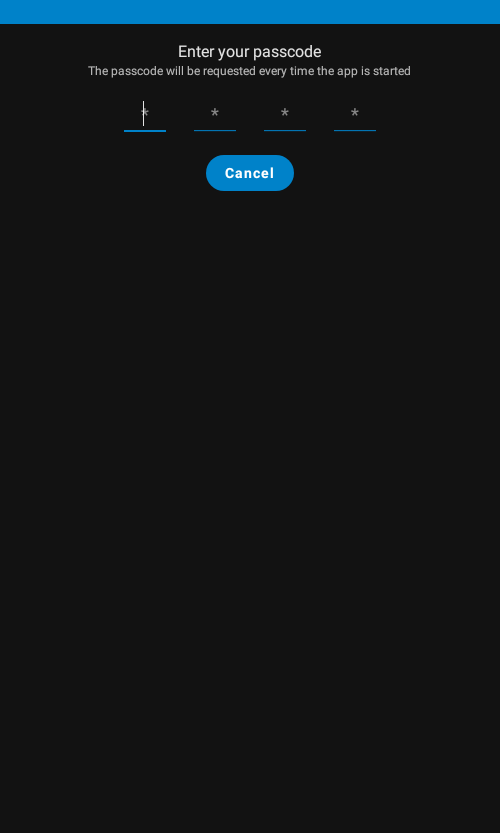 Enter your passcode
The passcode will be requested every time the app is started
* * * *
Cancel